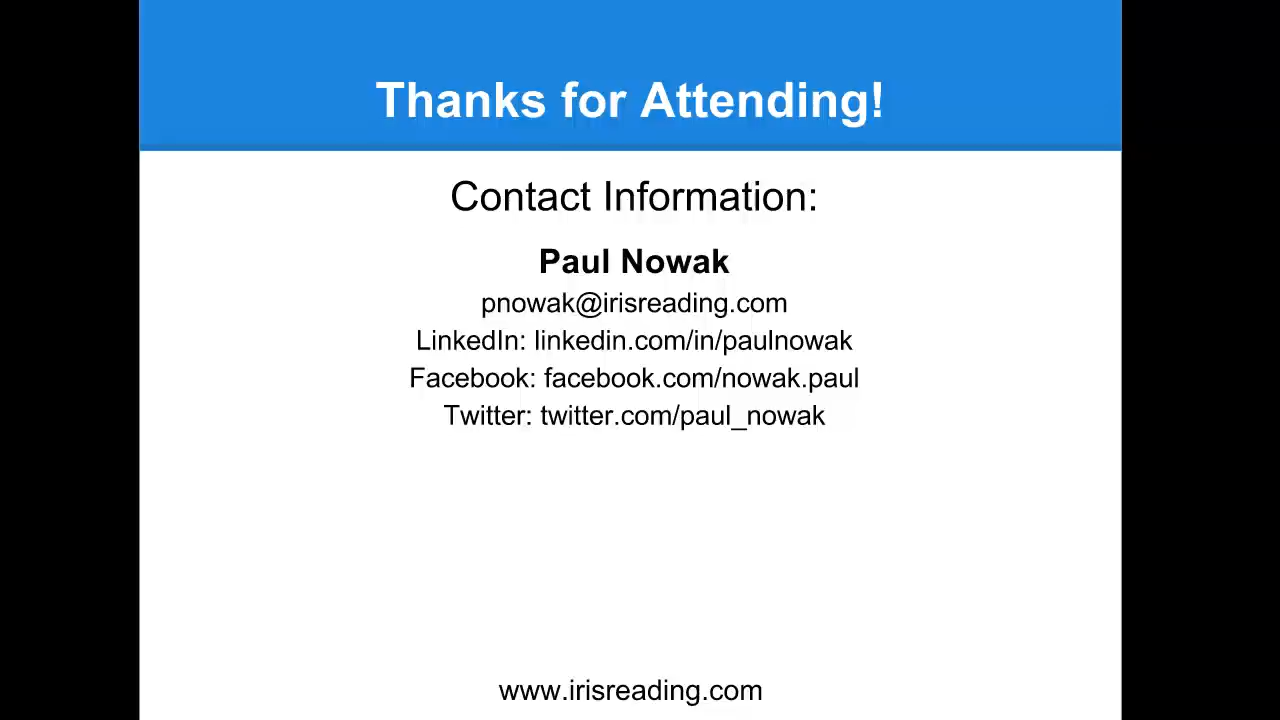 Thanks for Attending!
Contact Information:
Paul Nowak
pnowak@irisreading.com
LinkedIn: linkedin.com/in/paulnowak
Facebook: facebook.com/nowak.paul
Twitter: twitter.com/paul_nowak
www.irisreading.com